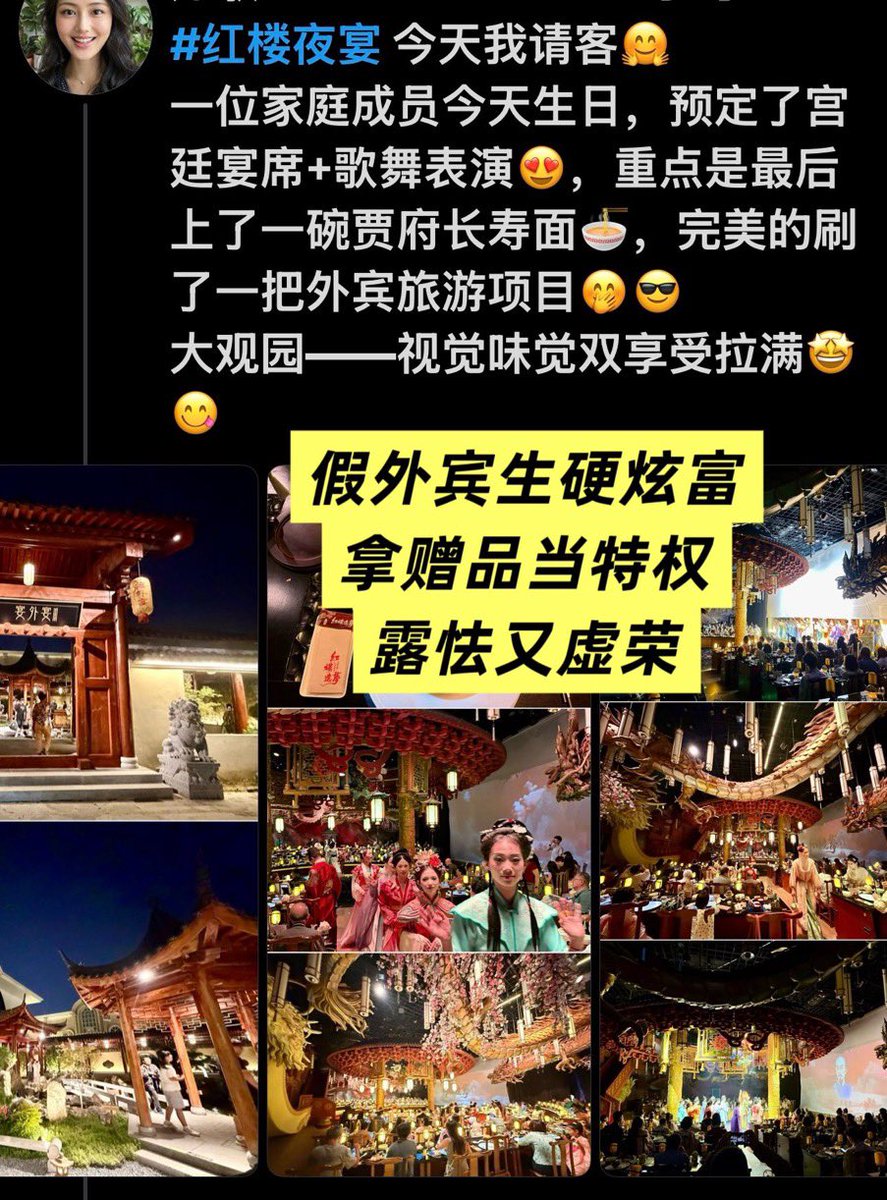 #红楼夜宴 今天我请客🤗
一位家庭成员今天生日，预定了宫
廷宴席+歌舞表演😍，重点是最后
上了一碗贾府长寿面🍜，完美的刷
了一把外宾旅游项目🤭😎
大观园——视觉味觉双享受拉满🤩
😋
假外宾生硬炫富
拿赠品当特权
露怯又虚荣